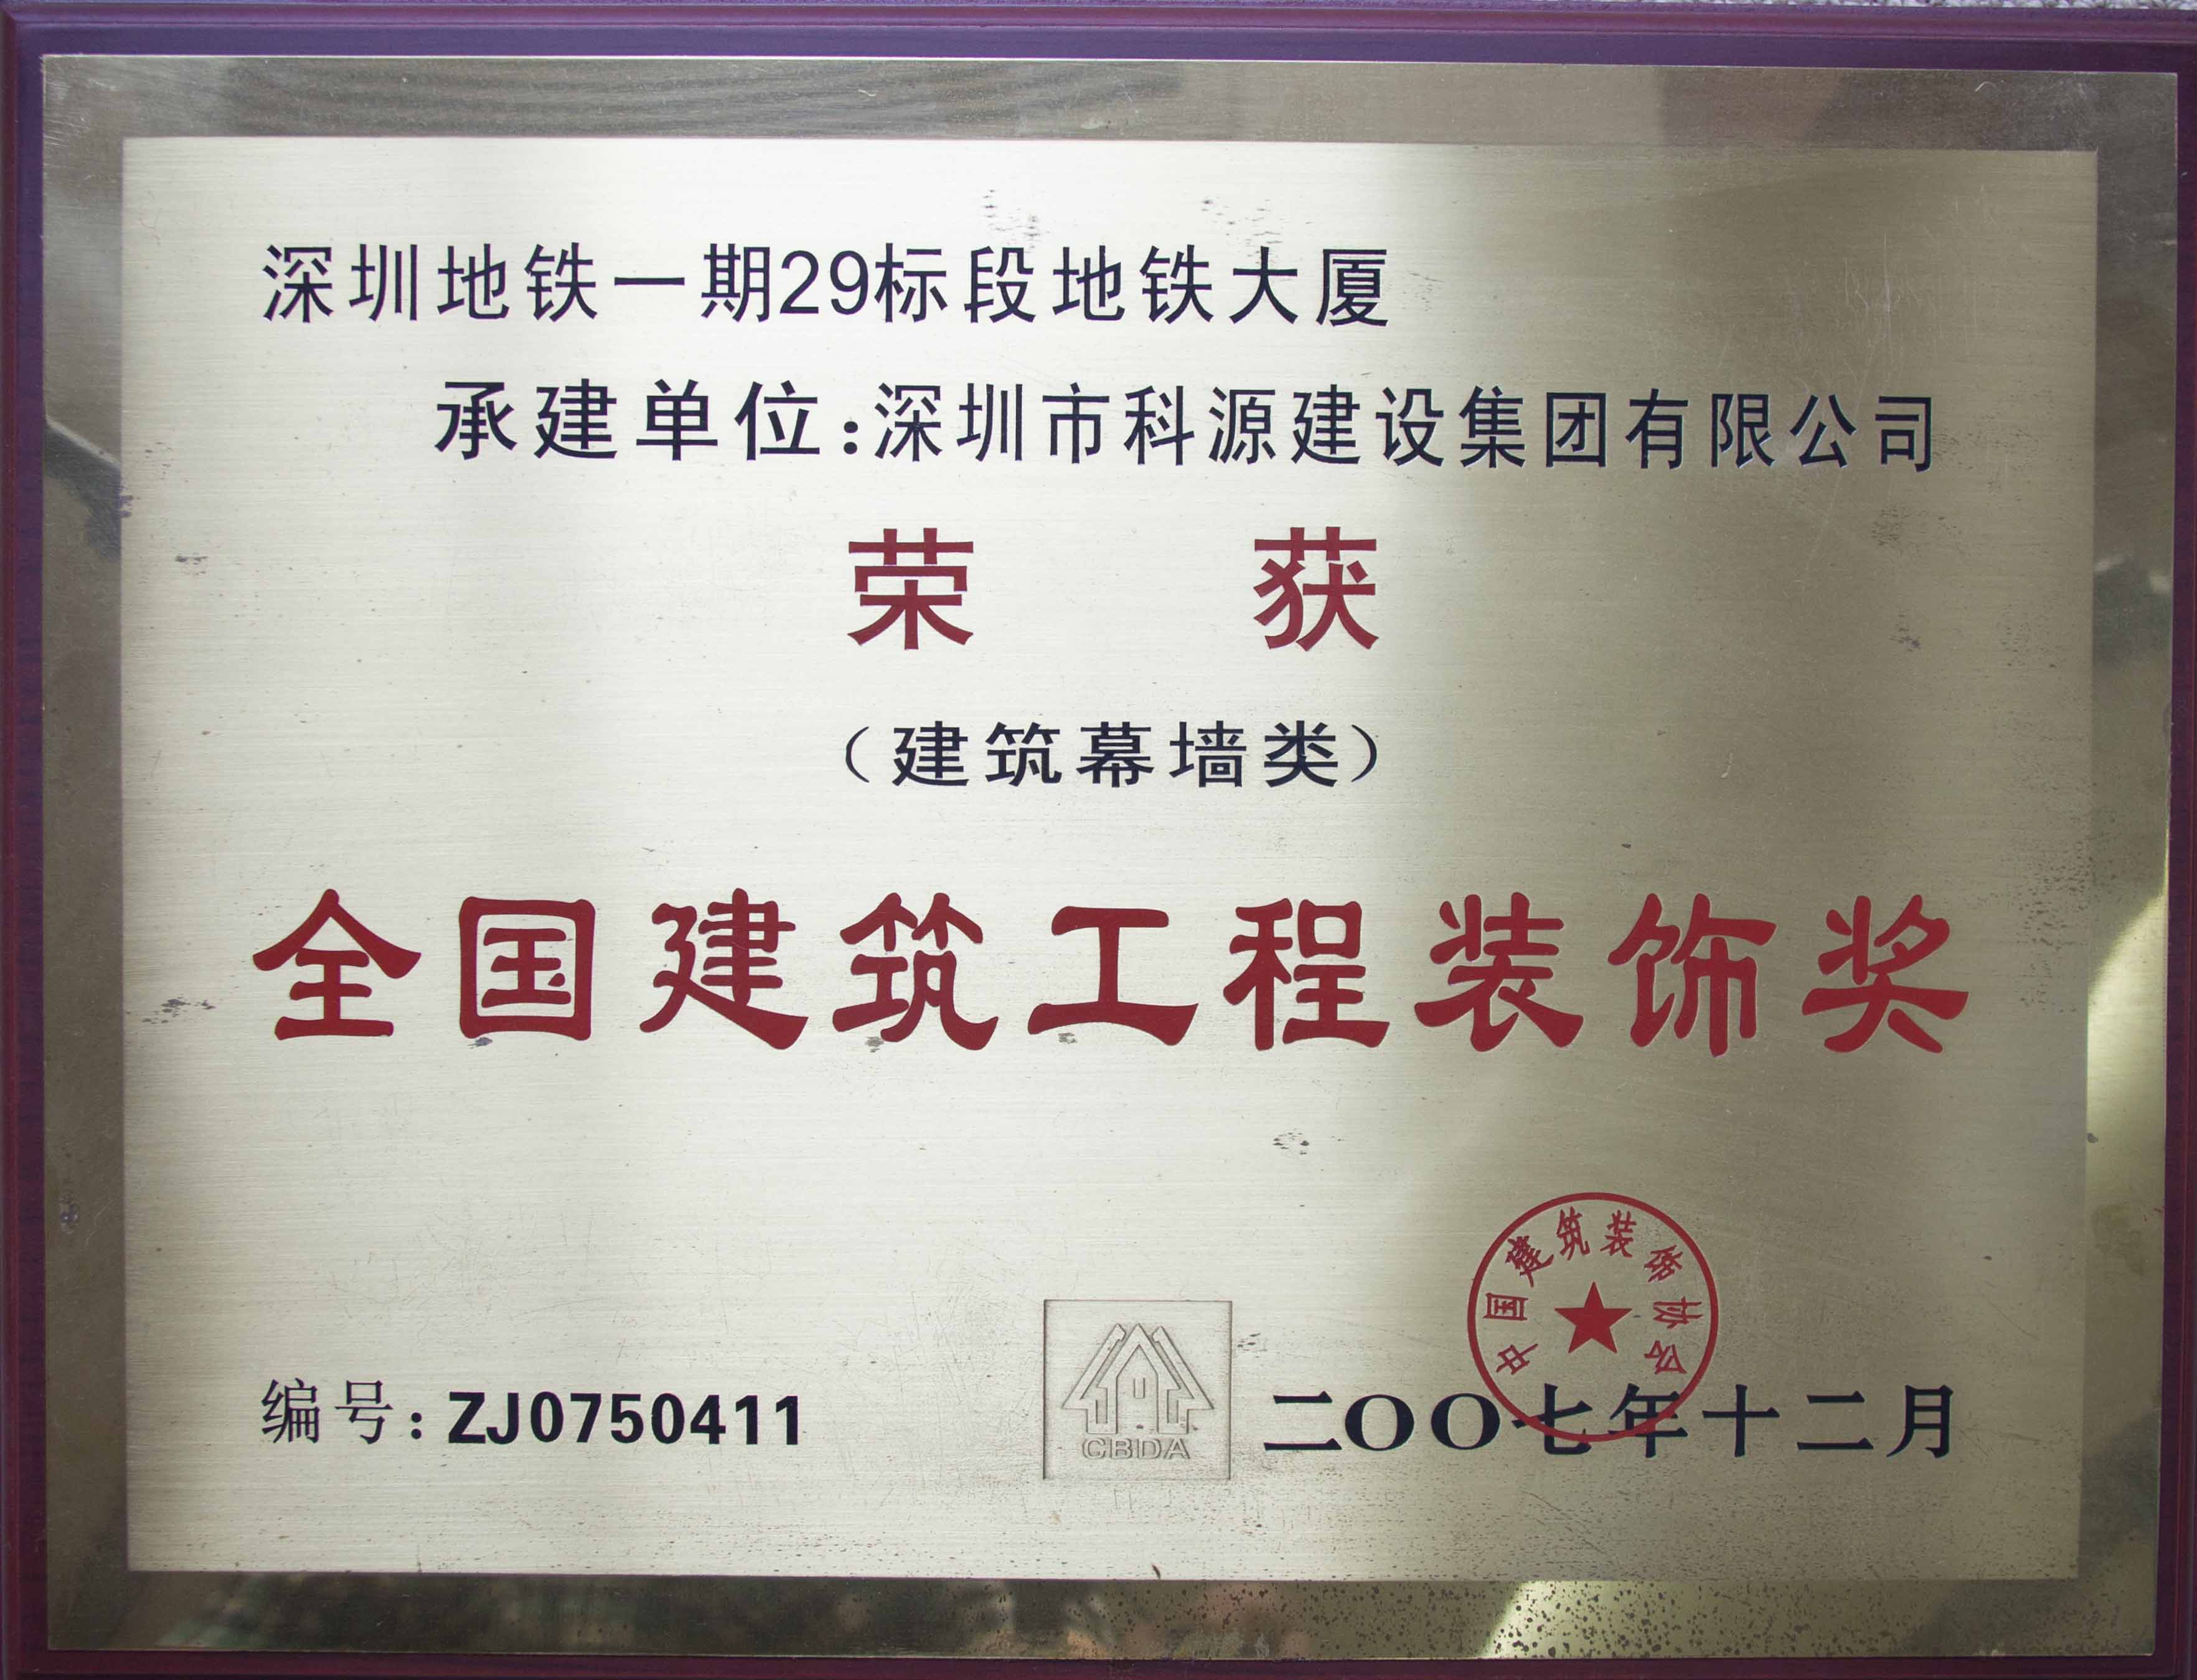 深圳地铁一期29标段地铁大厦
承建单位:深圳市科源建设集团有限公司
荣 获
（建筑幕墙类）
全国建筑工程装饰奖
中国建筑装饰协会
编号:ZJ0750411
CBDA
二〇〇七年十二月